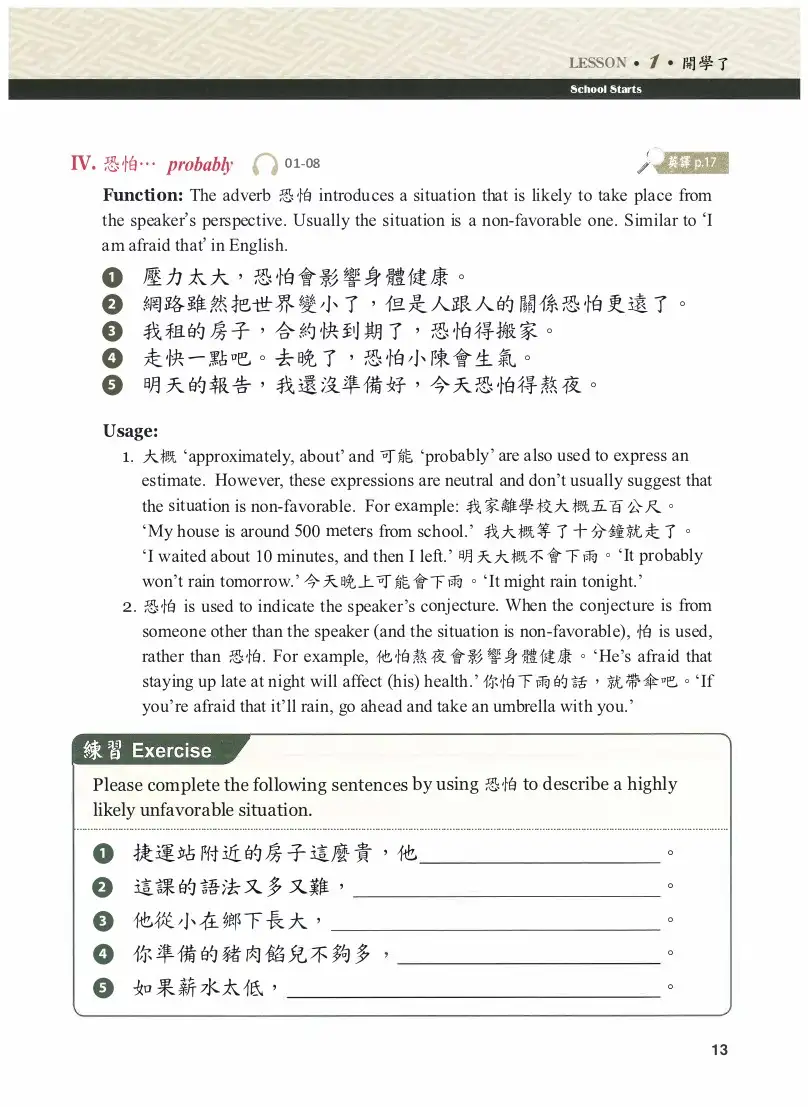 LESSON • 1 • 開學了
School Starts
IV. 恐怕… probably 01-08 英譯 p.17
Function: The adverb 恐怕 introduces a situation that is likely to take place from
the speaker's perspective. Usually the situation is a non-favorable one. Similar to ‘I
am afraid that’ in English.
1 壓力太大，恐怕會影響身體健康。
2 網路雖然把世界變小了，但是人跟人的關係恐怕更遠了。
3 我租的房子，合約快到期了，恐怕得搬家。
4 走快一點吧。去晚了，恐怕小陳會生氣。
5 明天的報告，我還沒準備好，今天恐怕得熬夜。
Usage:
1. 大概 ‘approximately, about’ and 可能 ‘probably’ are also used to express an
estimate. However, these expressions are neutral and don’t usually suggest that
the situation is non-favorable. For example: 我家離學校大概五百公尺。
‘My house is around 500 meters from school.’ 我大概等了十分鐘就走了。
‘I waited about 10 minutes, and then I left.’ 明天大概不會下雨。‘It probably
won’t rain tomorrow.’ 今天晚上可能會下雨。‘It might rain tonight.’
2. 恐怕 is used to indicate the speaker’s conjecture. When the conjecture is from
someone other than the speaker (and the situation is non-favorable), 怕 is used,
rather than 恐怕. For example, 他怕熬夜會影響身體健康。‘He’s afraid that
staying up late at night will affect (his) health.’ 你怕下雨的話，就帶傘吧。‘If
you’re afraid that it’ll rain, go ahead and take an umbrella with you.’
練習 Exercise
Please complete the following sentences by using 恐怕 to describe a highly
likely unfavorable situation.
1 捷運站附近的房子這麼貴，他＿＿＿＿＿＿＿＿。
2 這課的語法又多又難，＿＿＿＿＿＿＿＿。
3 他從小在鄉下長大，＿＿＿＿＿＿＿＿。
4 你準備的豬肉餡兒不夠多，＿＿＿＿＿＿＿＿。
5 如果薪水太低，＿＿＿＿＿＿＿＿。
13